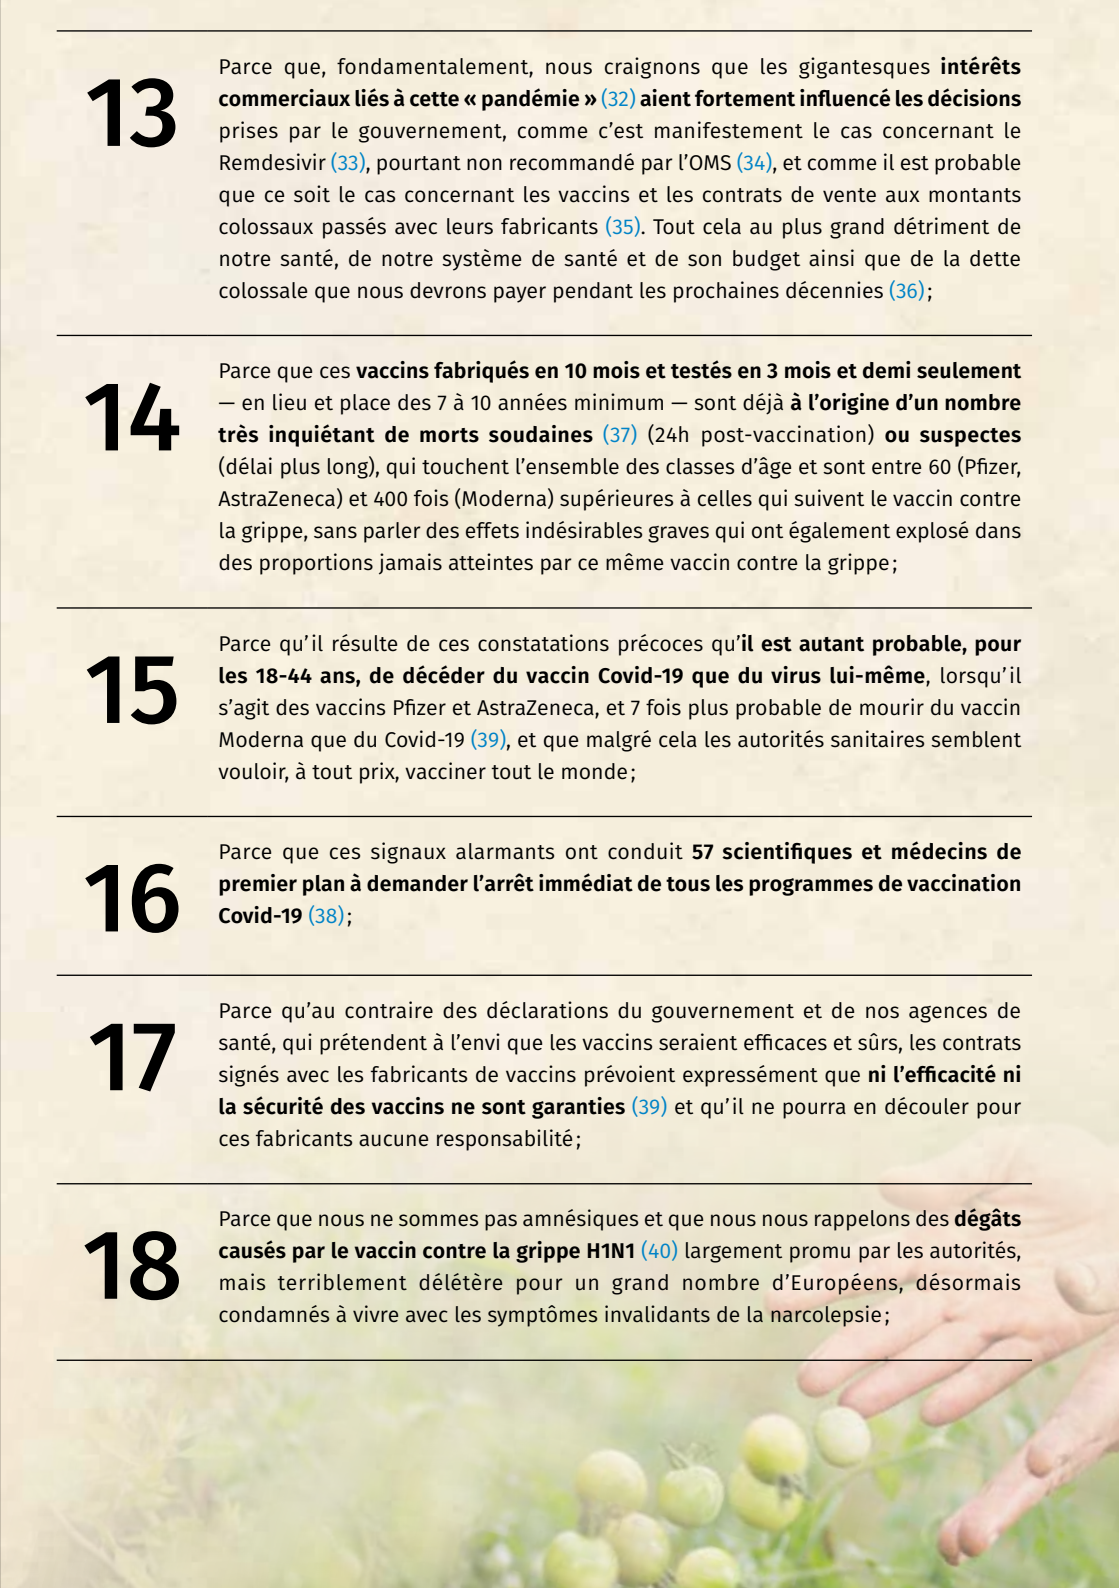 13
Parce que, fondamentalement, nous craignons que les gigantesques intérêts
commerciaux liés à cette « pandémie » (32) aient fortement influencé les décisions
prises par le gouvernement, comme c’est manifestement le cas concernant le
Remdesivir (33), pourtant non recommandé par l’OMS (34), et comme il est probable
que ce soit le cas concernant les vaccins et les contrats de vente aux montants
colossaux passés avec leurs fabricants (35). Tout cela au plus grand détriment de
notre santé, de notre système de santé et de son budget ainsi que de la dette
colossale que nous devrons payer pendant les prochaines décennies (36) ;
14
Parce que ces vaccins fabriqués en 10 mois et testés en 3 mois et demi seulement
— en lieu et place des 7 à 10 années minimum — sont déjà à l’origine d’un nombre
très inquiétant de morts soudaines (37) (24h post-vaccination) ou suspectes
(délai plus long), qui touchent l’ensemble des classes d’âge et sont entre 60 (Pfizer,
AstraZeneca) et 400 fois (Moderna) supérieures à celles qui suivent le vaccin contre
la grippe, sans parler des effets indésirables graves qui ont également explosé dans
des proportions jamais atteintes par ce même vaccin contre la grippe ;
15
Parce qu’il résulte de ces constatations précoces qu’il est autant probable, pour
les 18-44 ans, de décéder du vaccin Covid-19 que du virus lui-même, lorsqu’il
s’agit des vaccins Pfizer et AstraZeneca, et 7 fois plus probable de mourir du vaccin
Moderna que du Covid-19 (39), et que malgré cela les autorités sanitaires semblent
vouloir, à tout prix, vacciner tout le monde ;
16
Parce que ces signaux alarmants ont conduit 57 scientifiques et médecins de
premier plan à demander l’arrêt immédiat de tous les programmes de vaccination
Covid-19 (38) ;
17
Parce qu’au contraire des déclarations du gouvernement et de nos agences de
santé, qui prétendent à l’envi que les vaccins seraient efficaces et sûrs, les contrats
signés avec les fabricants de vaccins prévoient expressément que ni l’efficacité ni
la sécurité des vaccins ne sont garanties (39) et qu’il ne pourra en découler pour
ces fabricants aucune responsabilité ;
18
Parce que nous ne sommes pas amnésiques et que nous nous rappelons des dégâts
causés par le vaccin contre la grippe H1N1 (40) largement promu par les autorités,
mais terriblement délétère pour un grand nombre d’Européens, désormais
condamnés à vivre avec les symptômes invalidants de la narcolepsie ;